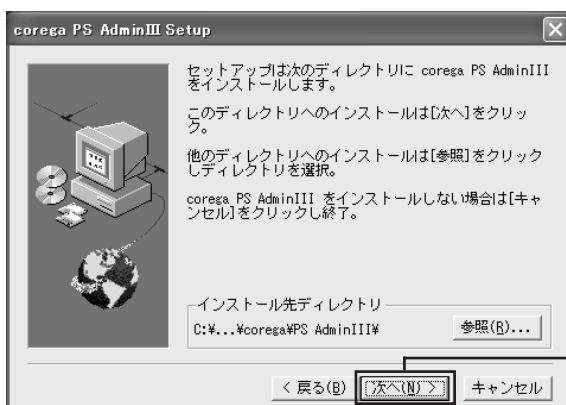 corega PS AdminIII Setup
セットアップは次のディレクトリに corega PS AdminIII
をインストールします。
このディレクトリへのインストールは[次へ]をクリッ
ク。
他のディレクトリへのインストールは[参照]をクリック
しディレクトリを選択。
corega PS AdminIII をインストールしない場合は[キャ
ンセル]をクリックし終了。
インストール先ディレクトリ
C:¥...¥corega¥PS AdminIII¥
参照(R)...
< 戻る(B)
次へ(N) >
キャンセル